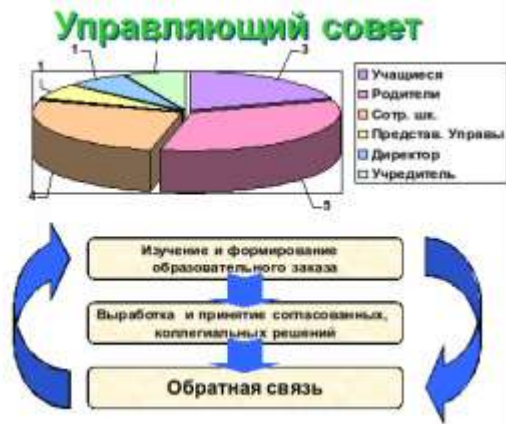 Управляющий совет
1
3
1
4
5
Учащиеся
Родители
Сотр. шк.
Представ. Управы
Директор
Учредитель
Изучение и формирование
образовательного заказа
Выработка и принятие согласованных,
коллегиальных решений
Обратная связь